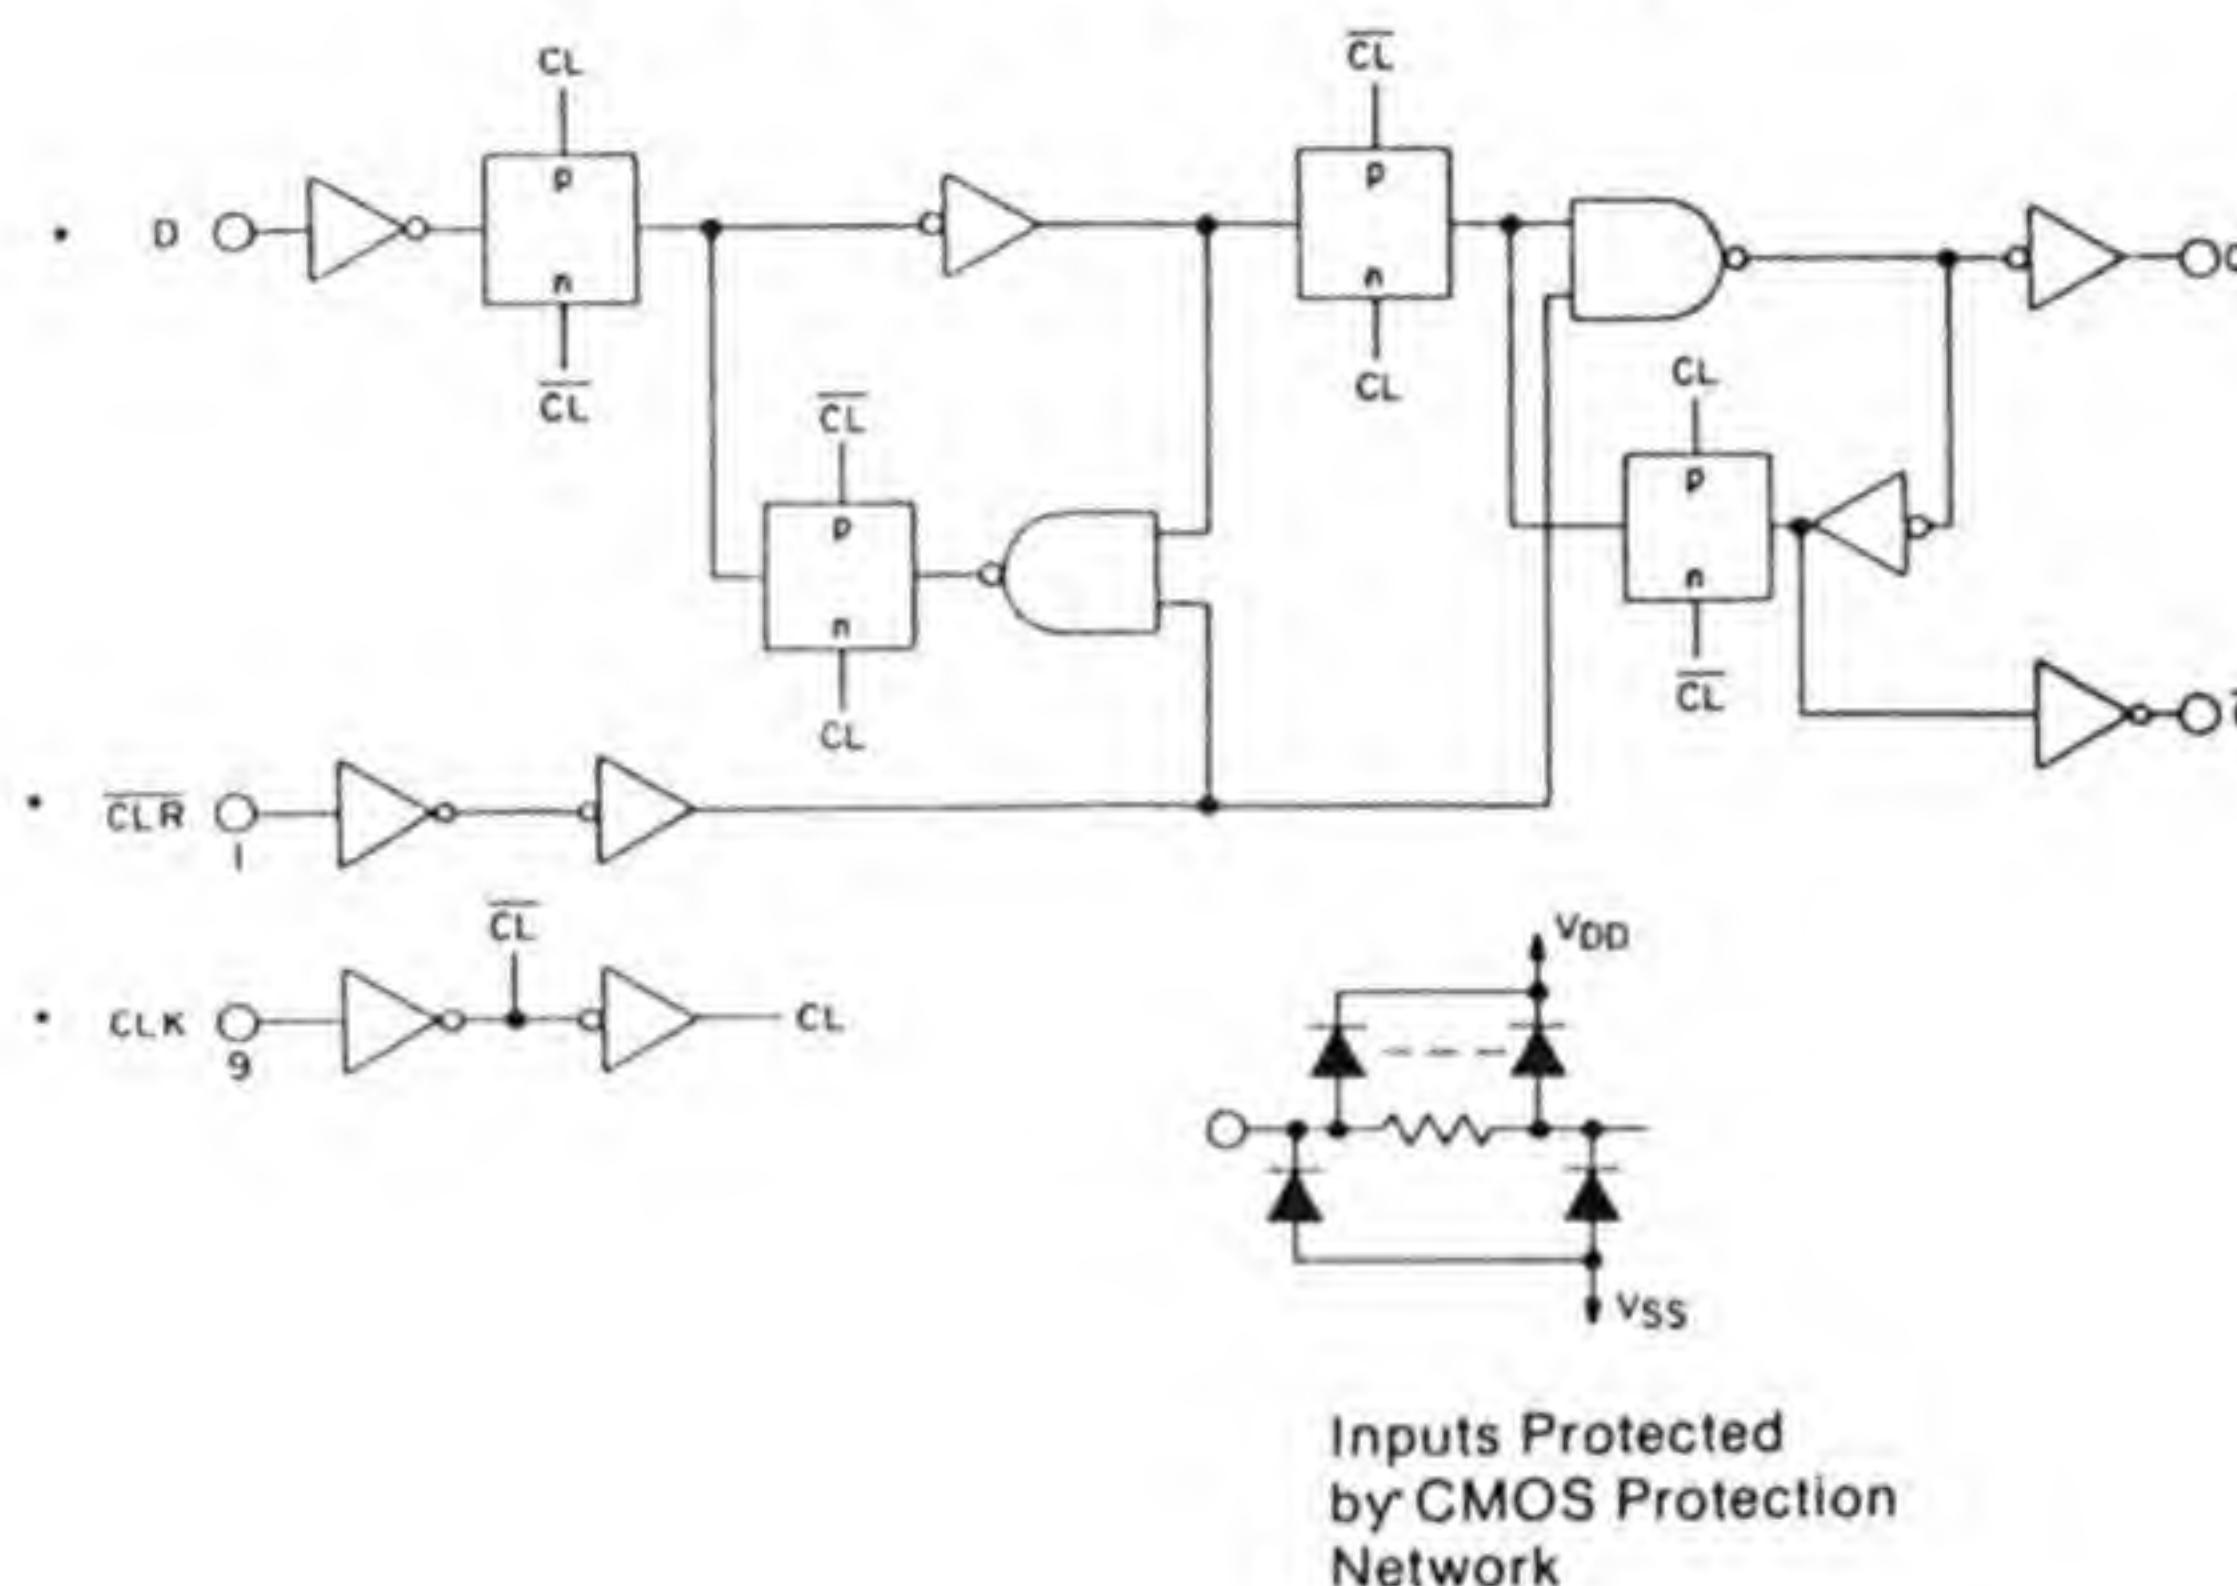 CL
C̅L̅
p
p
D
n
n
C̅L̅
CL
CL
C̅L̅
p
p
n
n
C̅L̅
CL
C̅L̅R̅
1
C̅L̅
VDD
CLK
CL
9
VSS
Inputs Protected
by CMOS Protection
Network